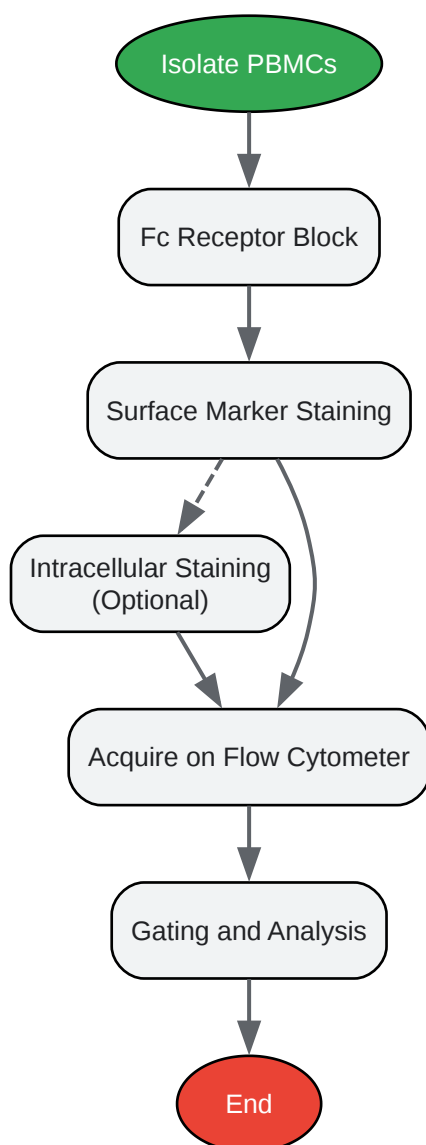 Isolate PBMCs
Fc Receptor Block
Surface Marker Staining
Intracellular Staining
(Optional)
Acquire on Flow Cytometer
Gating and Analysis
End